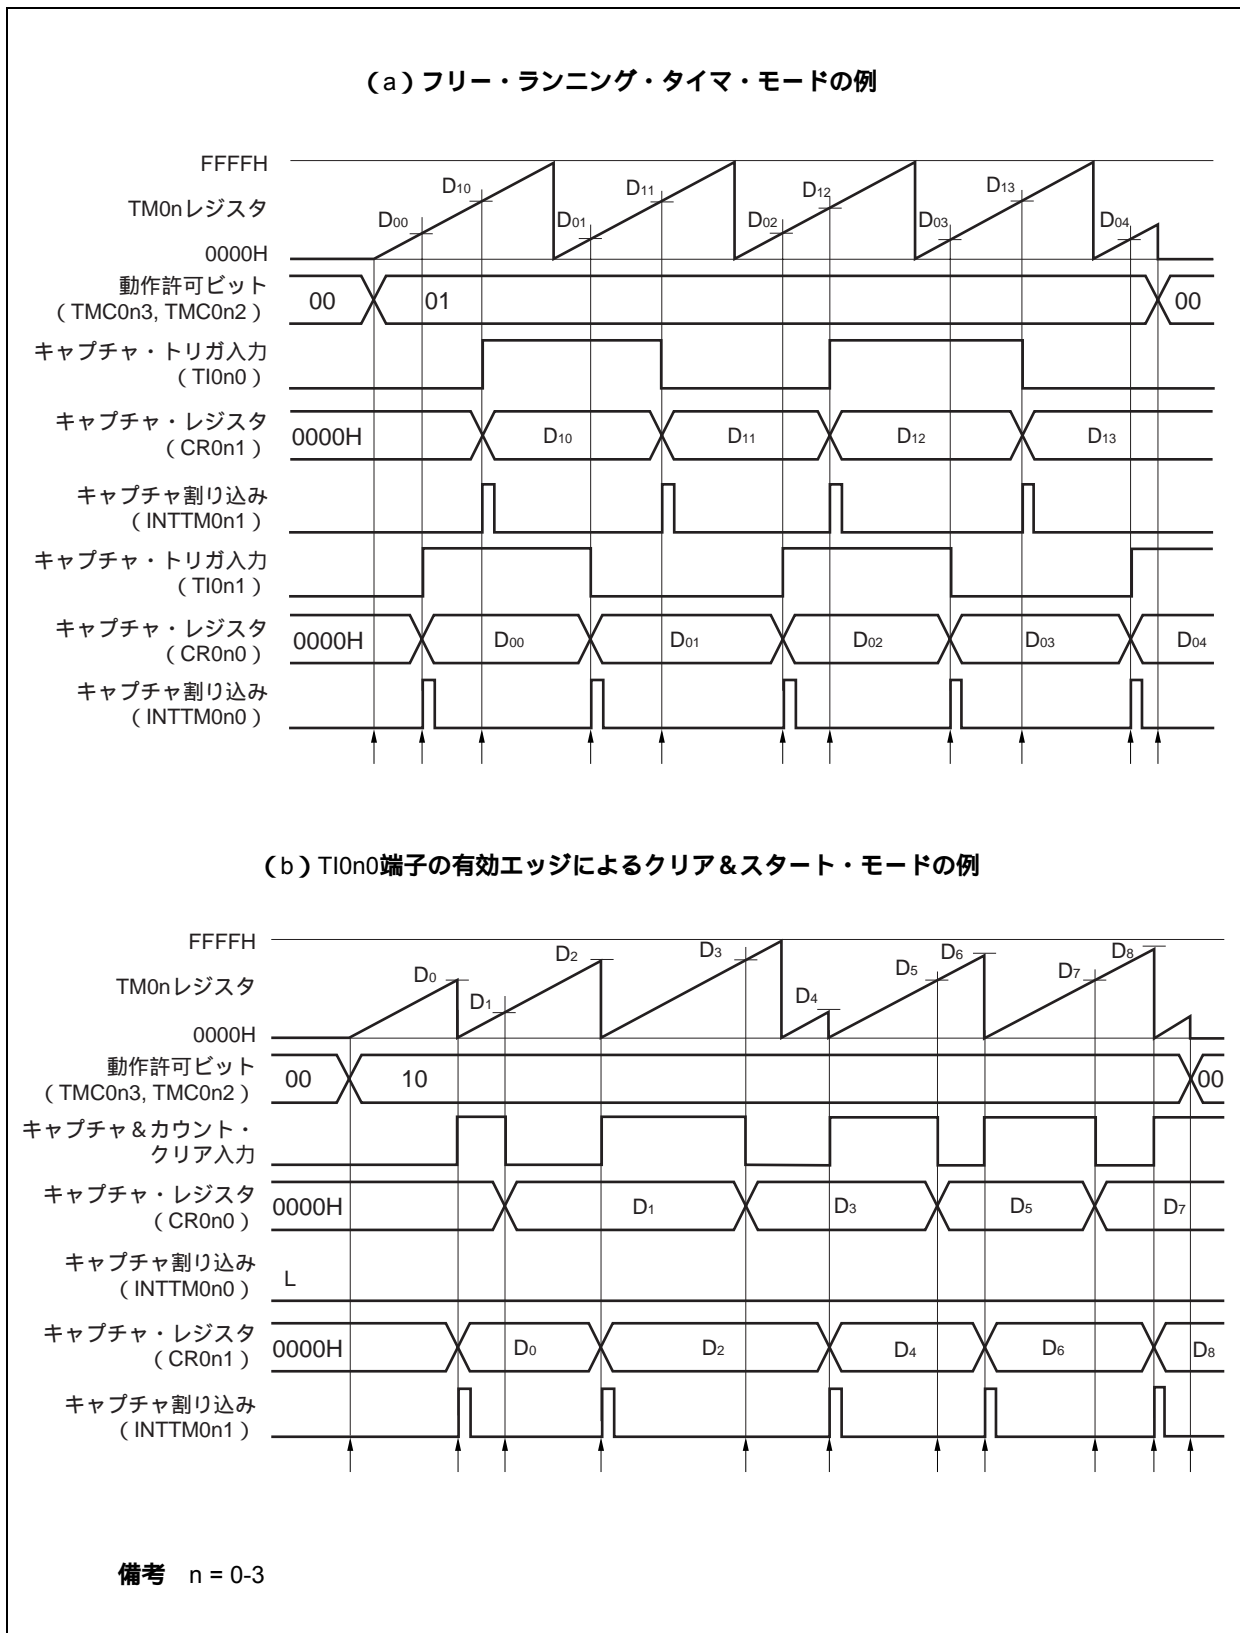 (a)フリー・ランニング・タイマ・モードの例
FFFFH
TM0nレジスタ
0000H
D00
D10
D01
D11
D02
D12
D03
D13
D04
動作許可ビット
(TMC0n3, TMC0n2)
00
01
00
キャプチャ・トリガ入力
(TI0n0)
キャプチャ・レジスタ
(CR0n1)
0000H
D10
D11
D12
D13
キャプチャ割り込み
(INTTM0n1)
キャプチャ・トリガ入力
(TI0n1)
キャプチャ・レジスタ
(CR0n0)
0000H
D00
D01
D02
D03
D04
キャプチャ割り込み
(INTTM0n0)
(b)TI0n0端子の有効エッジによるクリア&スタート・モードの例
FFFFH
TM0nレジスタ
0000H
D0
D1
D2
D3
D4
D5
D6
D7
D8
動作許可ビット
(TMC0n3, TMC0n2)
00
10
00
キャプチャ&カウント・
クリア入力
キャプチャ・レジスタ
(CR0n0)
0000H
D1
D3
D5
D7
キャプチャ割り込み
(INTTM0n0)
L
キャプチャ・レジスタ
(CR0n1)
0000H
D0
D2
D4
D6
D8
キャプチャ割り込み
(INTTM0n1)
備考 n = 0-3